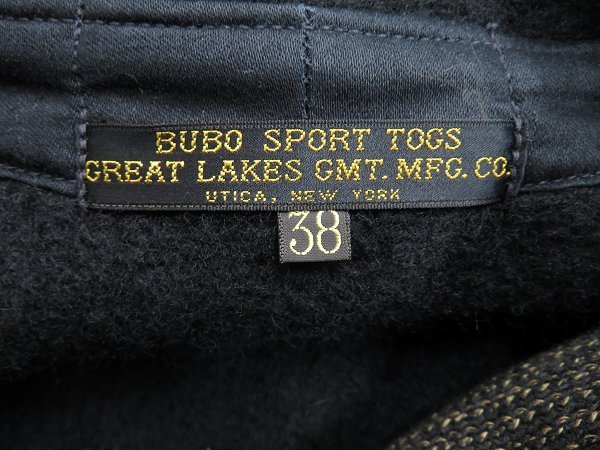 BUBO SPORT TOGS
GREAT LAKES GMT. MFG. CO.
UTICA, NEW YORK
38